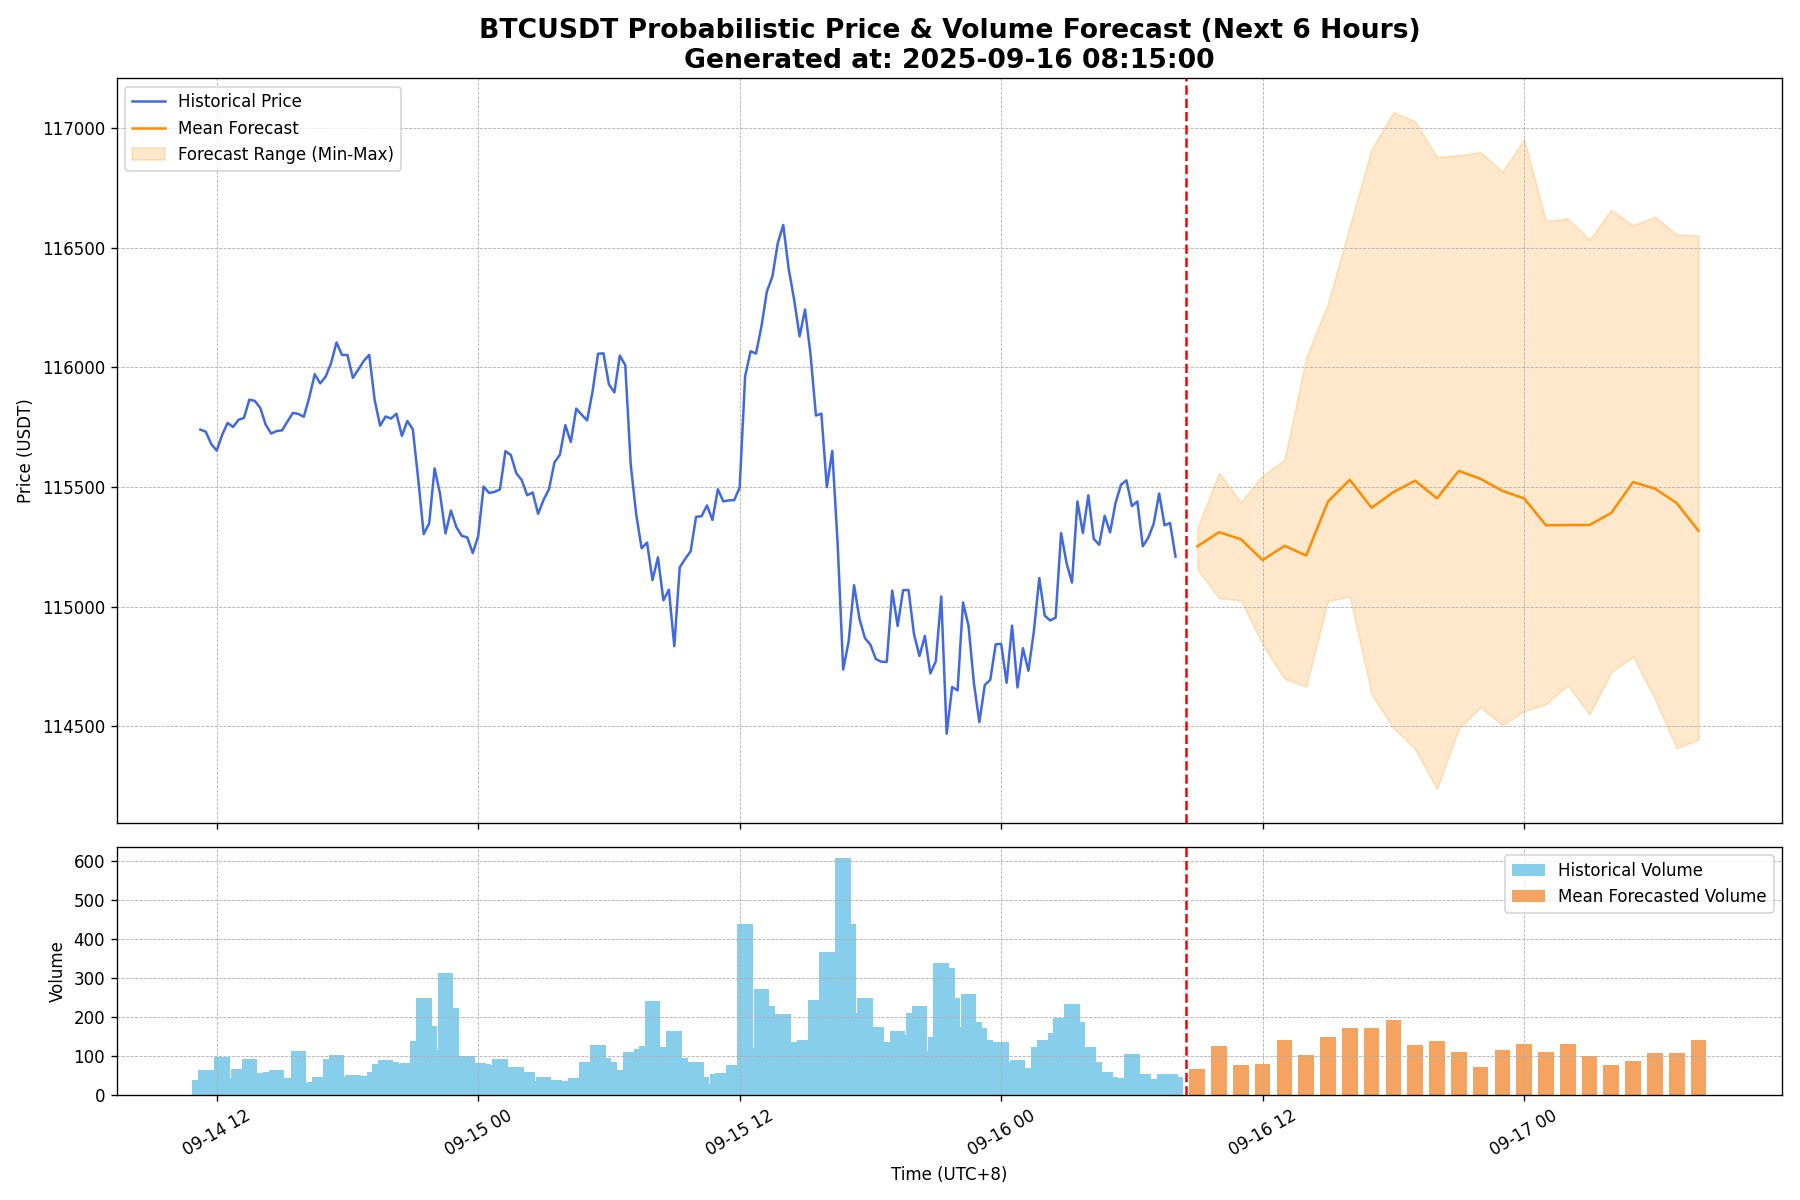 BTCUSDT Probabilistic Price & Volume Forecast (Next 6 Hours)
Generated at: 2025-09-16 08:15:00
Historical Price
Mean Forecast
Forecast Range (Min-Max)
117000
116500
116000
115500
115000
114500
Price (USDT)
Historical Volume
Mean Forecasted Volume
600
500
400
300
200
100
0
Volume
09-14 12
09-15 00
09-15 12
09-16 00
09-16 12
09-17 00
Time (UTC+8)